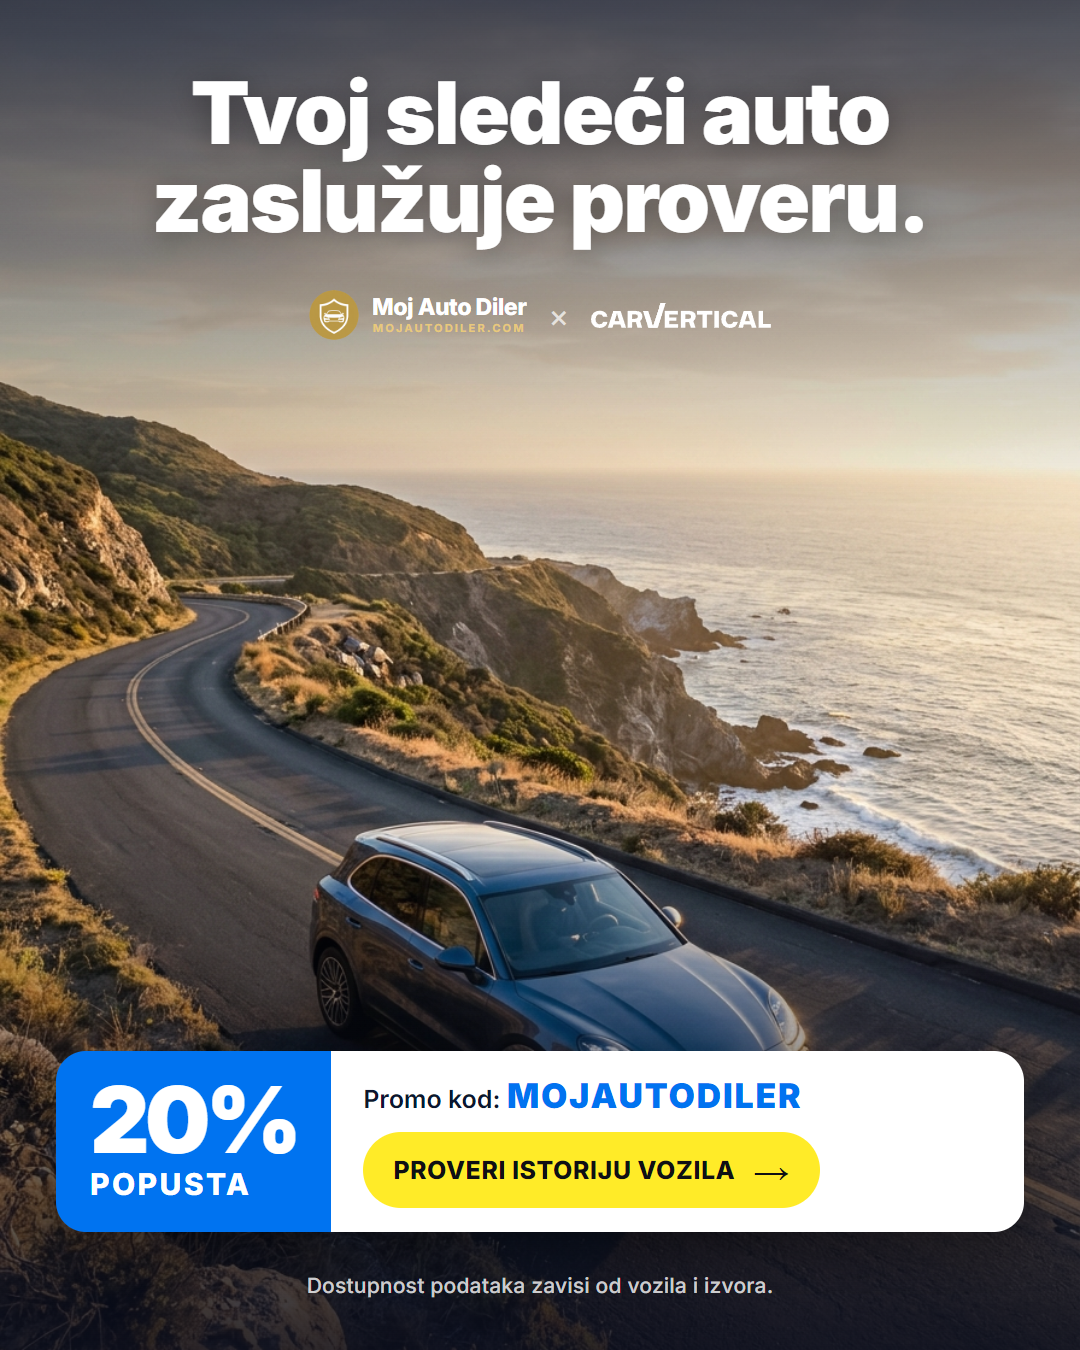 Tvoj sledeći auto
zaslužuje proveru.
Moj Auto Diler
MOJAUTODILER.COM
×
CARVERTICAL
20%
POPUSTA
Promo kod: MOJAUTODILER
PROVERI ISTORIJU VOZILA →
Dostupnost podataka zavisi od vozila i izvora.